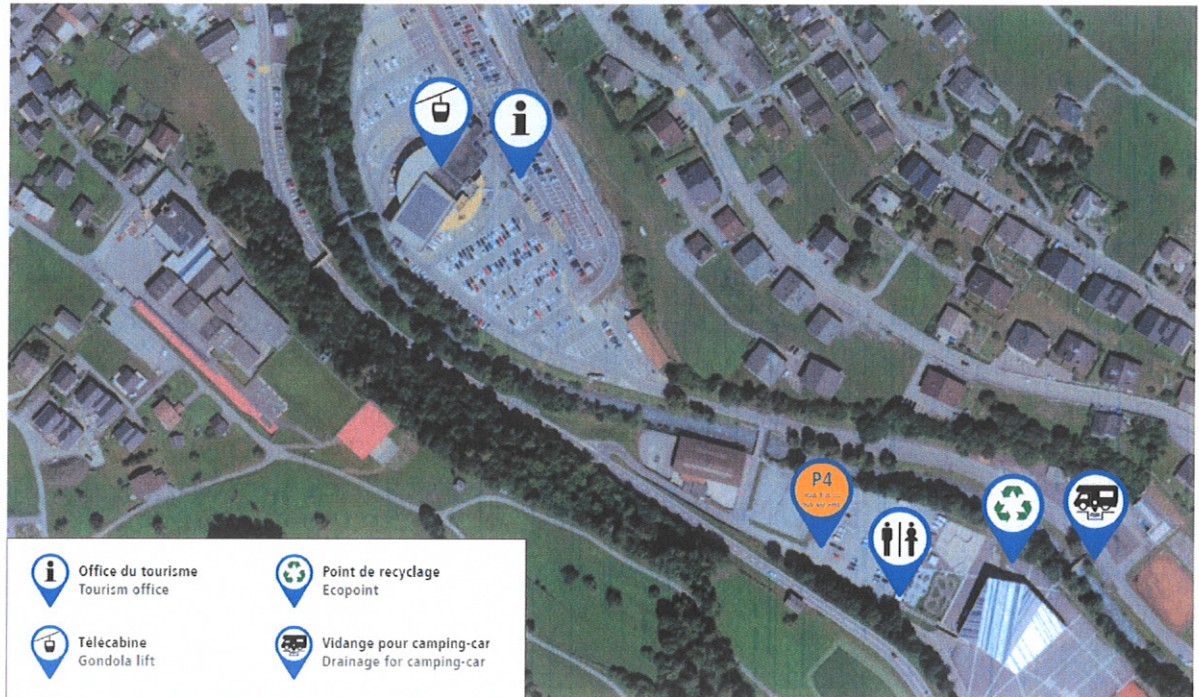 P4
Office du tourisme
Tourism office
Point de recyclage
Ecopoint
Télécabine
Gondola lift
Vidange pour camping-car
Drainage for camping-car